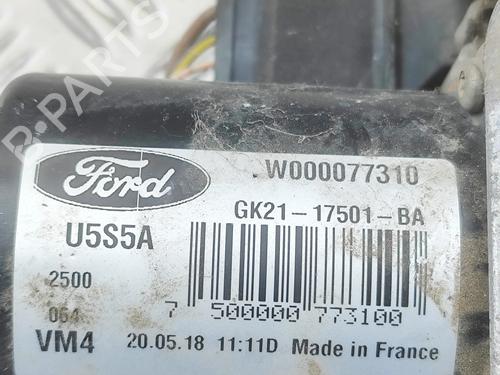 B-PARTS
Ford
W000077310
GK21-17501-BA
U5S5A
2500
064
7 500000 773100
VM4 20.05.18 11:11D Made in France